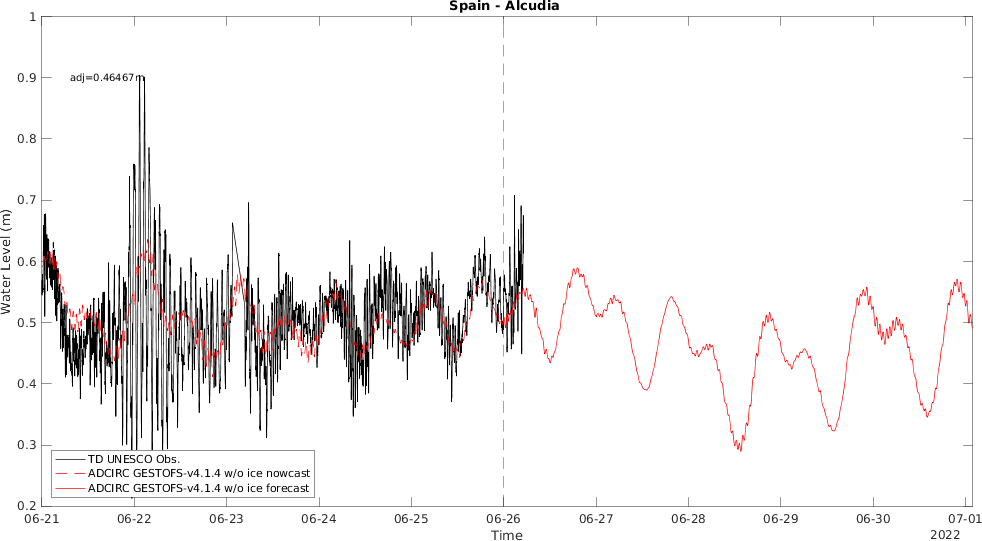 Spain - Alcudia
1
0.9
0.8
0.7
0.6
0.5
0.4
0.3
0.2
Water Level (m)
adj=0.46467m
TD UNESCO Obs.
ADCIRC GESTOFS-v4.1.4 w/o ice nowcast
ADCIRC GESTOFS-v4.1.4 w/o ice forecast
06-21 06-22 06-23 06-24 06-25 06-26 06-27 06-28 06-29 06-30 07-01
Time
2022